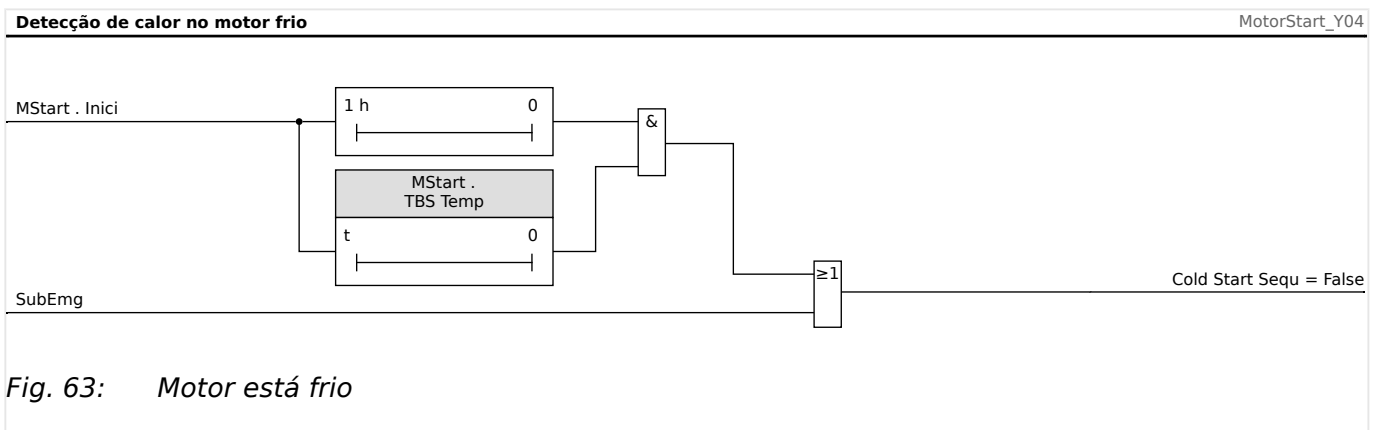 Detecção de calor no motor frio
MotorStart_Y04
MStart . Inici
1 h 0
&
MStart .
TBS Temp
t 0
≥1
Cold Start Sequ = False
SubEmg
Fig. 63: Motor está frio